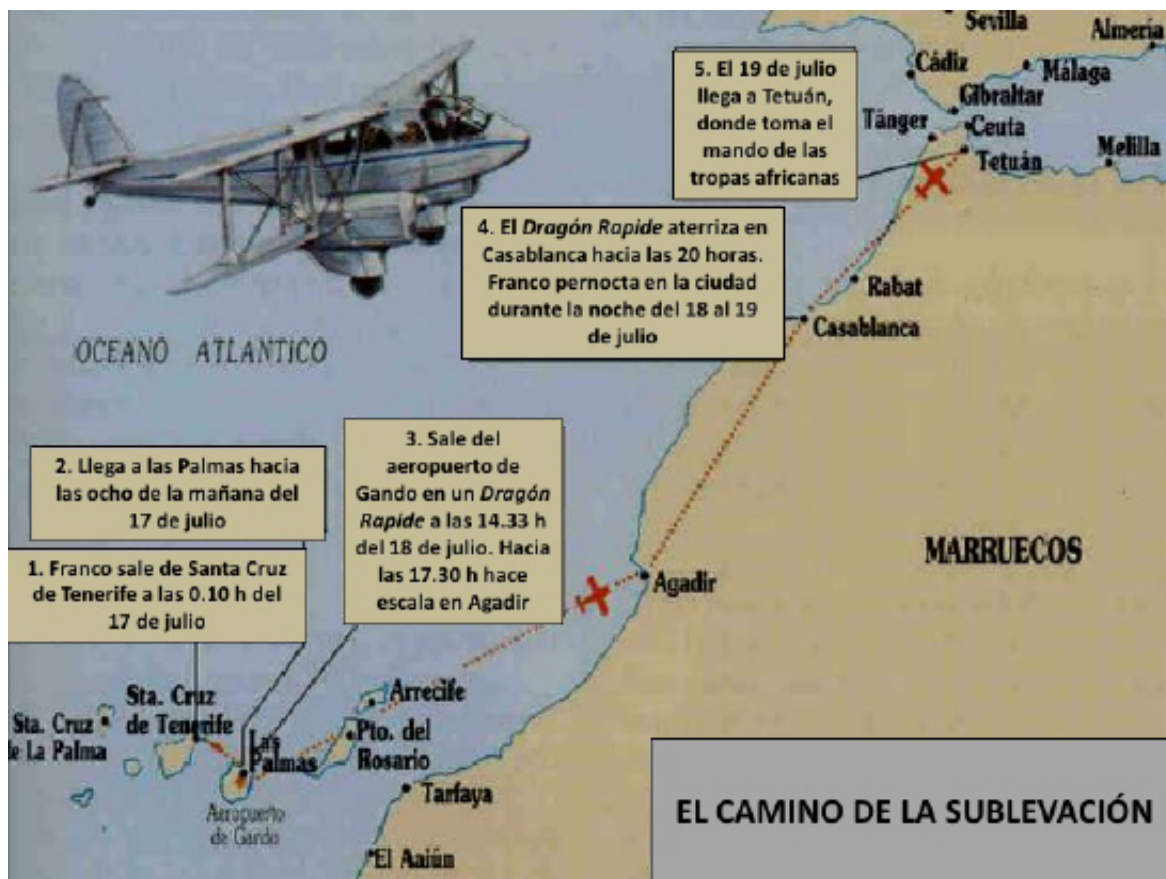 Sevilla
Almería
Cádiz
Málaga
Gibraltar
Tánger
Ceuta
Tetuán
Melilla
5. El 19 de julio
llega a Tetuán,
donde toma el
mando de las
tropas africanas
4. El Dragón Rapide aterriza en
Casablanca hacia las 20 horas.
Franco pernocta en la ciudad
durante la noche del 18 al 19
de julio
Rabat
Casablanca
OCEANO ATLANTICO
3. Sale del
aeropuerto de
Gando en un Dragón
Rapide a las 14.33 h
del 18 de julio. Hacia
las 17.30 h hace
escala en Agadir
2. Llega a las Palmas hacia
las ocho de la mañana del
17 de julio
1. Franco sale de Santa Cruz
de Tenerife a las 0.10 h del
17 de julio
MARRUECOS
Agadir
Arrecife
Sta. Cruz
de Tenerife
Sta. Cruz
de La Palma
Las
Palmas
Pto. del
Rosario
Aeropuerto
de Gardo
Tarfaya
El Aaiún
EL CAMINO DE LA SUBLEVACIÓN